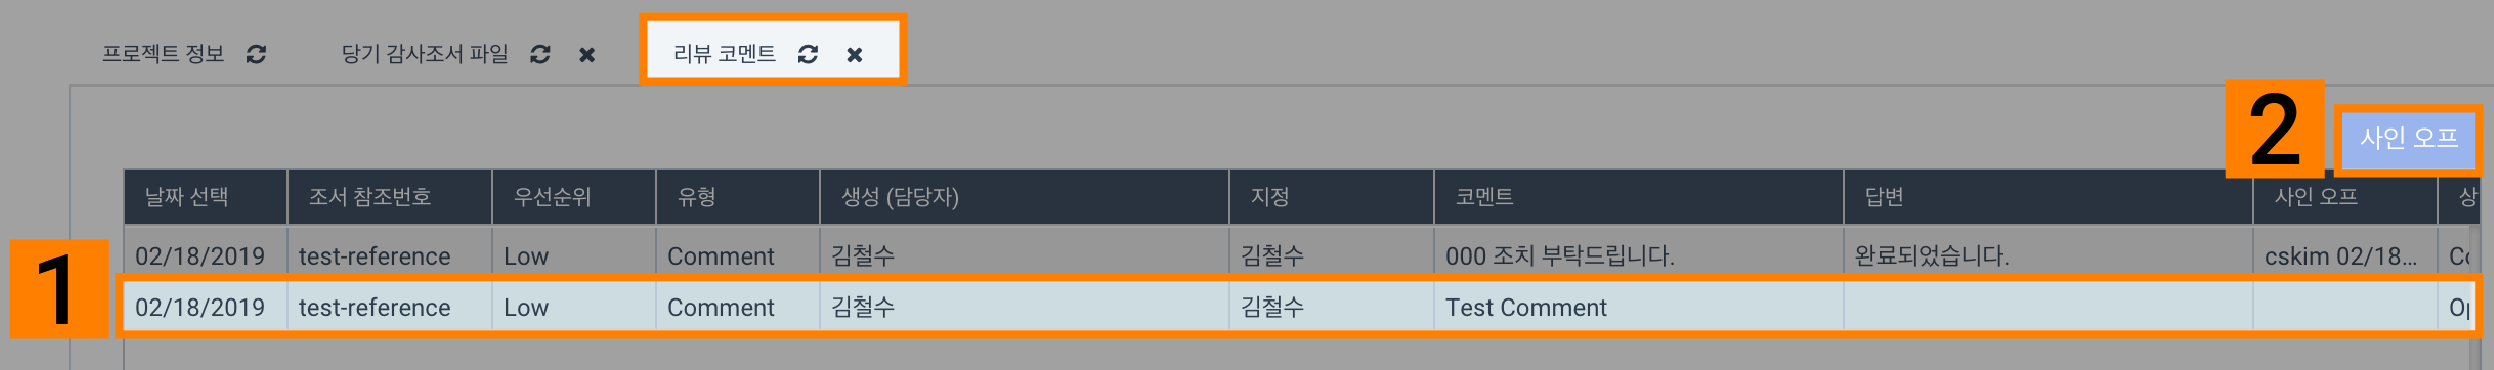 프로젝트 정보 당기 감사조서 파일 리뷰 코멘트
2 사인 오프
날짜 선택 조서 참조번호 우선순위 유형 생성 (담당자) 지정 코멘트 답변 사인 오프 상
02/18/2019 test-reference Low Comment 김철수 김철수 000 조치 부탁드립니다. 완료되었습니다. cskim 02/18...
1 02/18/2019 test-reference Low Comment 김철수 김철수 Test Comment